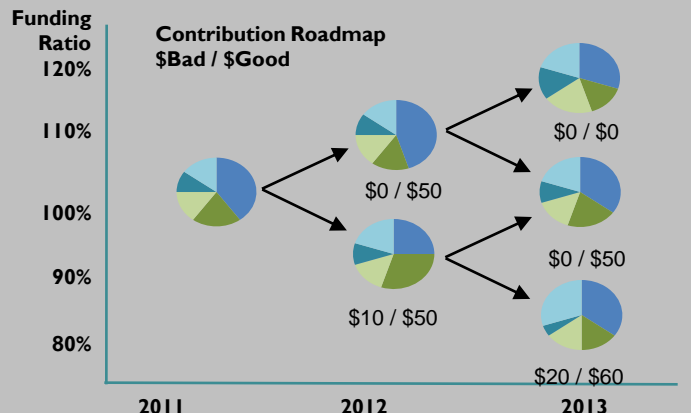 Funding
Ratio
Contribution Roadmap
$Bad / $Good
120%
110%
100%
90%
80%
$0 / $0
$0 / $50
$0 / $50
$10 / $50
$20 / $60
2011
2012
2013